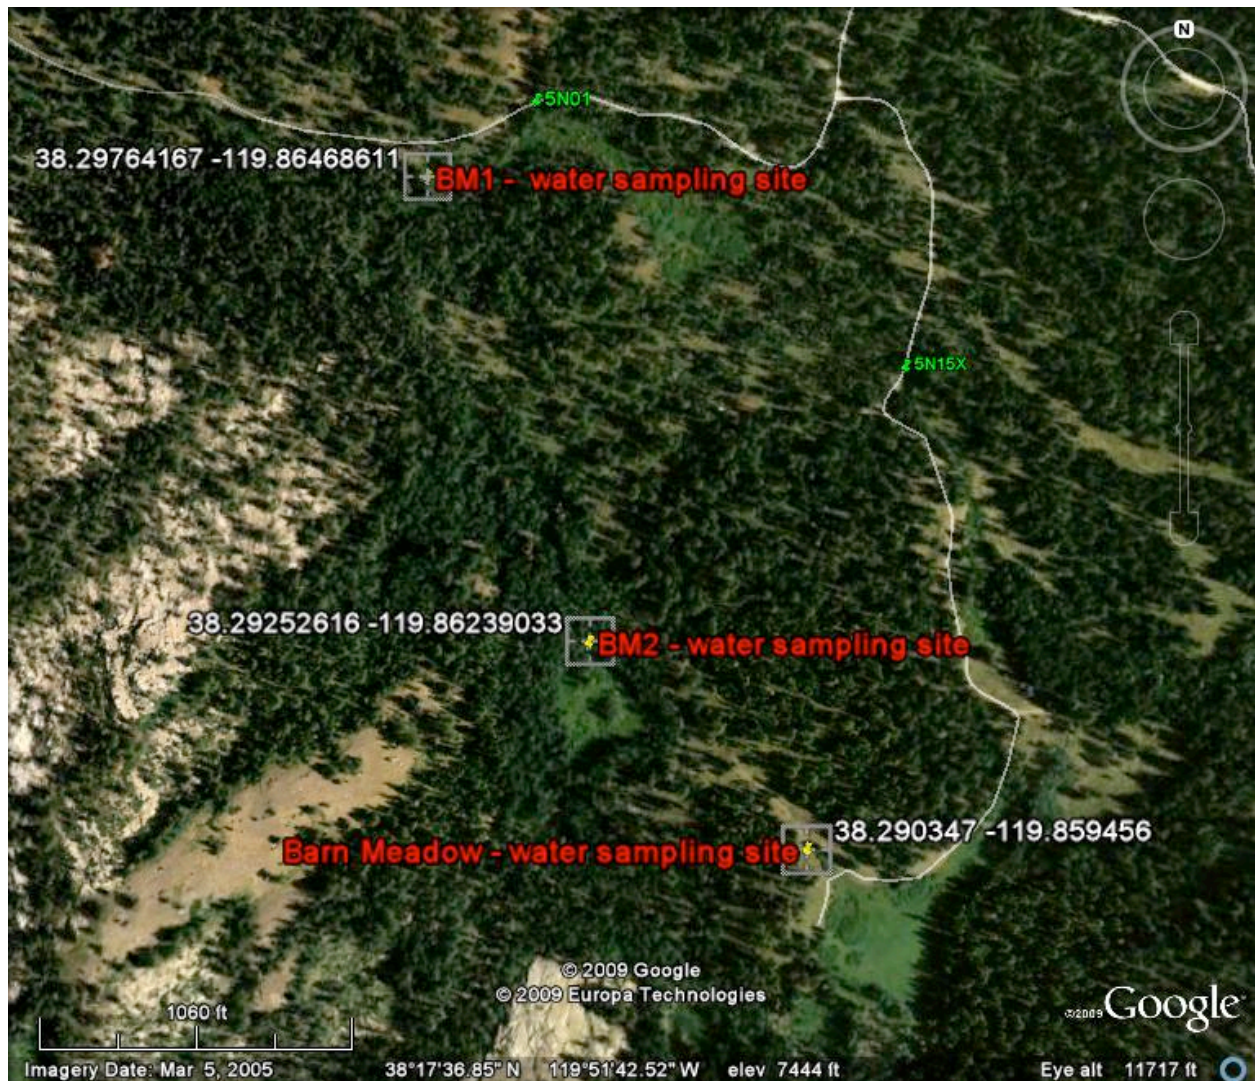 N
5N01
38.29764167 -119.86468611
BM1 - water sampling site
5N15X
38.29252616 -119.86239033
BM2 - water sampling site
38.290347 -119.859456
Barn Meadow - water sampling site
© 2009 Google
© 2009 Europa Technologies
©2009 Google
1060 ft
Imagery Date: Mar 5, 2005 38°17'36.85" N 119°51'42.52" W elev 7444 ft Eye alt 11717 ft